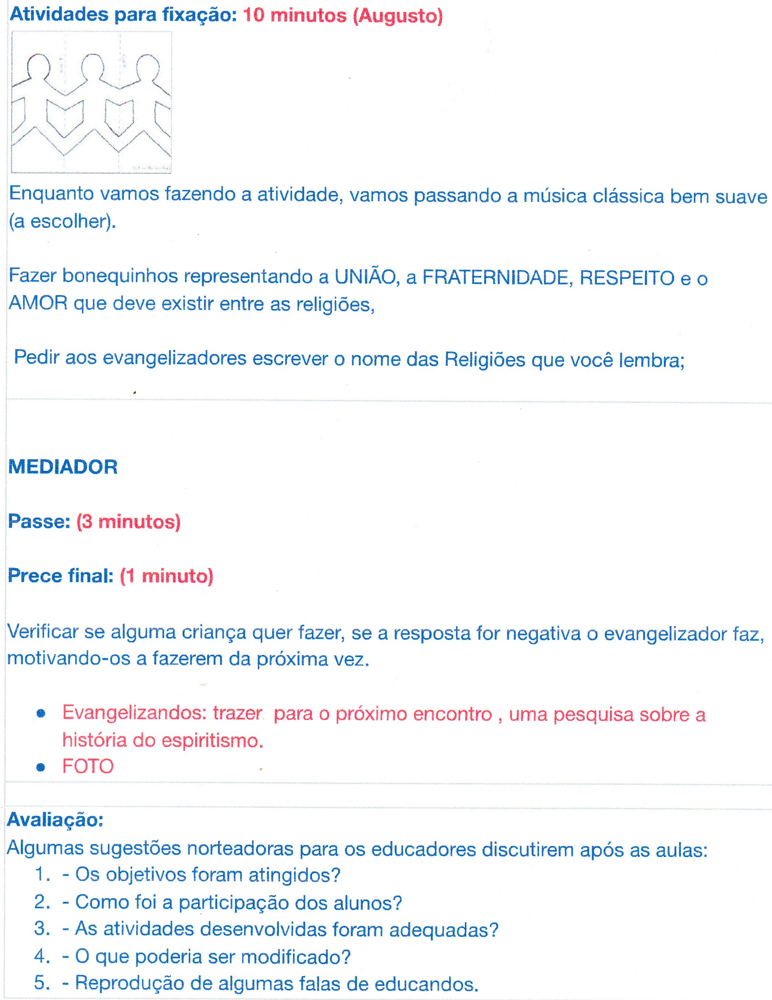 Atividades para fixação: 10 minutos (Augusto)
Enquanto vamos fazendo a atividade, vamos passando a música clássica bem suave
(a escolher).
Fazer bonequinhos representando a UNIÃO, a FRATERNIDADE, RESPEITO e o
AMOR que deve existir entre as religiões,
Pedir aos evangelizadores escrever o nome das Religiões que você lembra;
MEDIADOR
Passe: (3 minutos)
Prece final: (1 minuto)
Verificar se alguma criança quer fazer, se a resposta for negativa o evangelizador faz,
motivando-os a fazerem da próxima vez.
• Evangelizandos: trazer para o próximo encontro , uma pesquisa sobre a
história do espiritismo.
• FOTO
Avaliação:
Algumas sugestões norteadoras para os educadores discutirem após as aulas:
1. - Os objetivos foram atingidos?
2. - Como foi a participação dos alunos?
3. - As atividades desenvolvidas foram adequadas?
4. - O que poderia ser modificado?
5. - Reprodução de algumas falas de educandos.